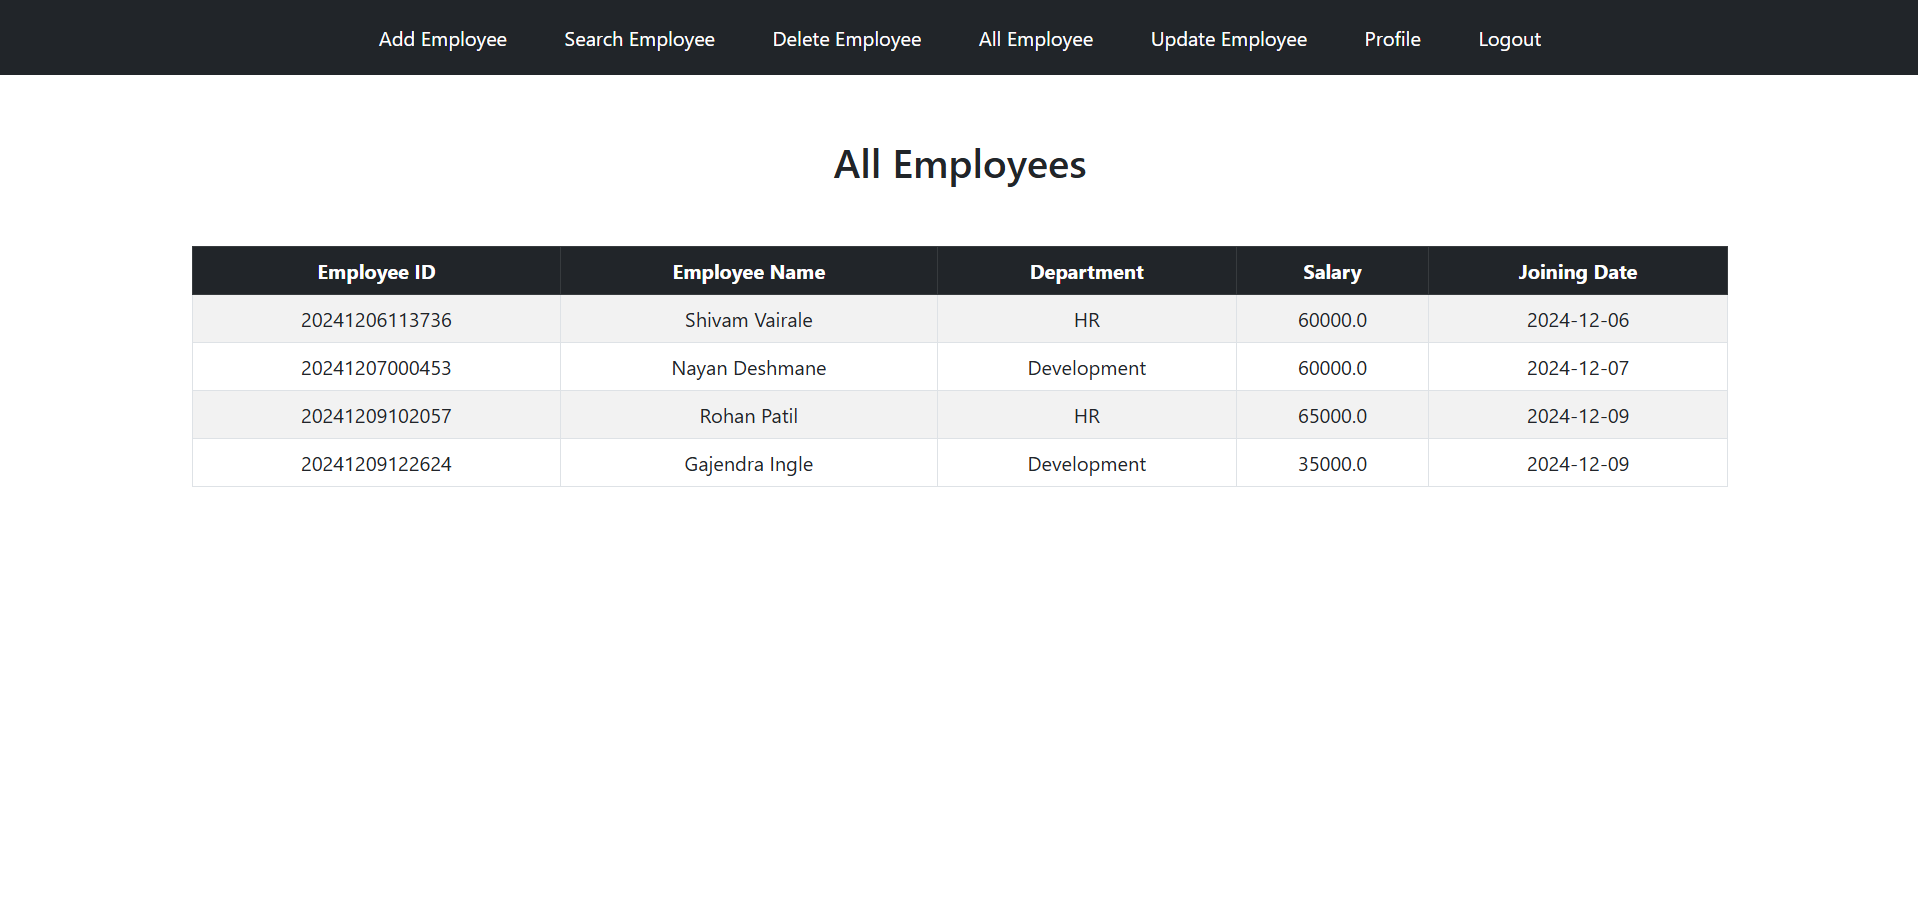 Add Employee Search Employee Delete Employee All Employee Update Employee Profile Logout
All Employees
Employee ID Employee Name Department Salary Joining Date
20241206113736 Shivam Vairale HR 60000.0 2024-12-06
20241207000453 Nayan Deshmane Development 60000.0 2024-12-07
20241209102057 Rohan Patil HR 65000.0 2024-12-09
20241209122624 Gajendra Ingle Development 35000.0 2024-12-09